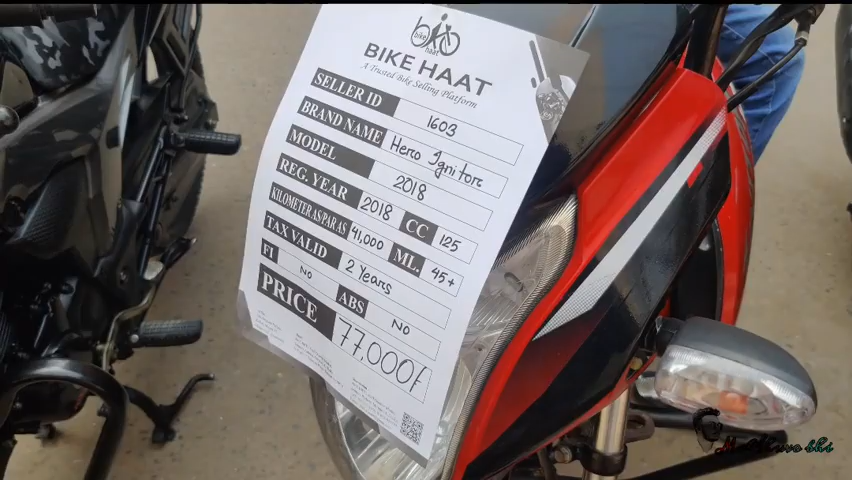 bike haat
BIKE HAAT
A Trusted Bike Selling Platform
SELLER ID 1603
BRAND NAME Hero Ignitor
MODEL 2018
REG. YEAR 2018 CC 125
KILOMETER AS PAR AS 41,000 ML. 45+
TAX VALID 2 Years
FI NO ABS NO
PRICE 77,000/-